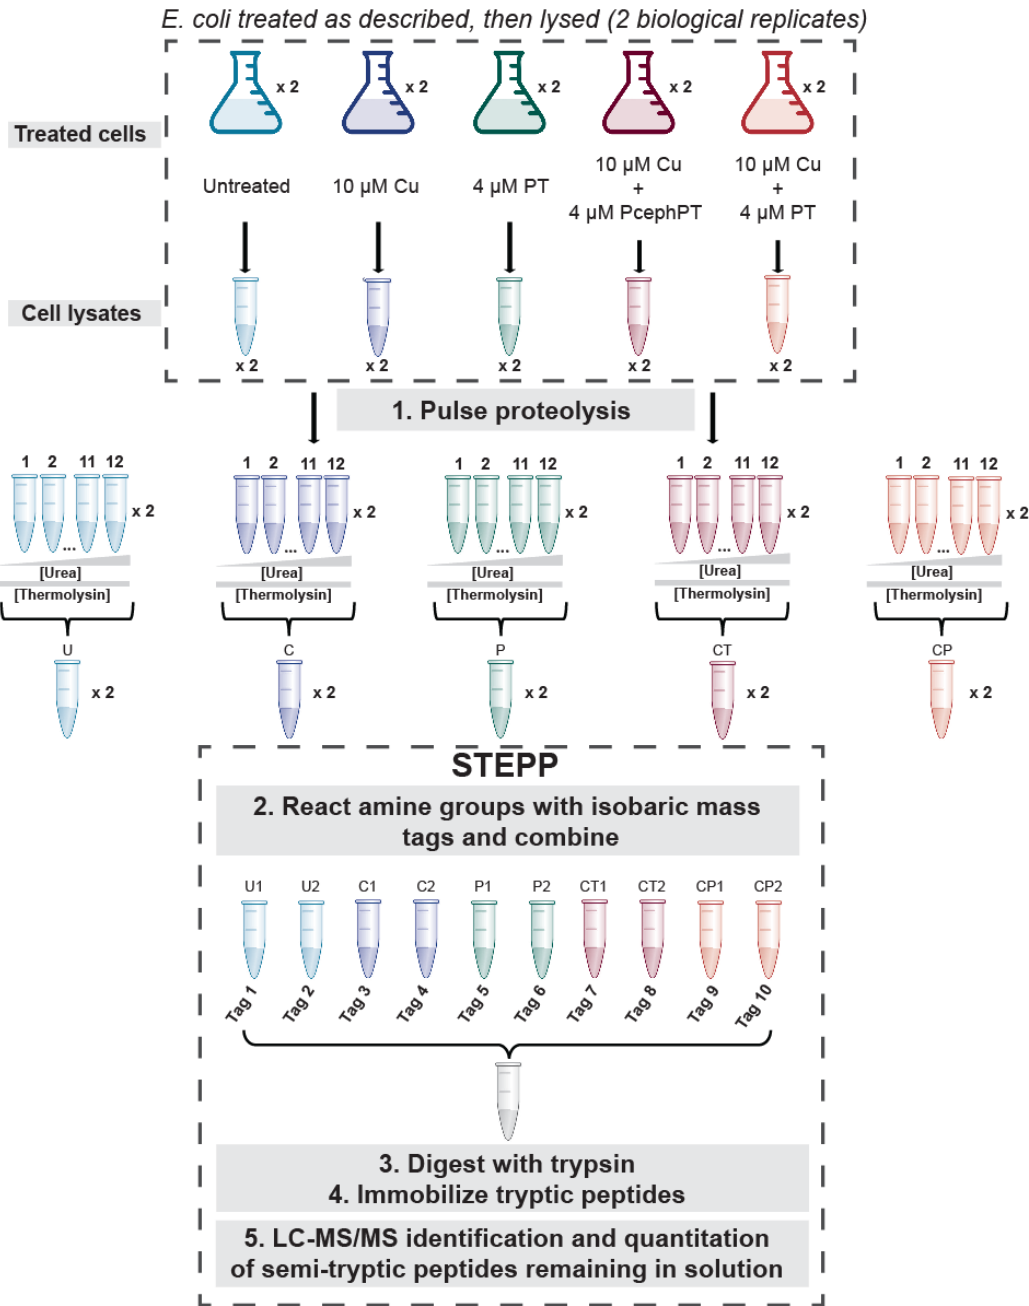 E. coli treated as described, then lysed (2 biological replicates)
x 2 x 2 x 2 x 2 x 2
Treated cells
Untreated
10 µM Cu
4 µM PT
10 µM Cu
+
4 µM PcephPT
10 µM Cu
+
4 µM PT
Cell lysates
x 2 x 2 x 2 x 2 x 2
1. Pulse proteolysis
1 2 11 12 1 2 11 12 1 2 11 12 1 2 11 12 1 2 11 12
x 2 x 2 x 2 x 2 x 2
... ... ... ... ...
[Urea] [Urea] [Urea] [Urea] [Urea]
[Thermolysin] [Thermolysin] [Thermolysin] [Thermolysin] [Thermolysin]
U C P CT CP
x 2 x 2 x 2 x 2 x 2
STEPP
2. React amine groups with isobaric mass
tags and combine
U1 U2 C1 C2 P1 P2 CT1 CT2 CP1 CP2
Tag 1 Tag 2 Tag 3 Tag 4 Tag 5 Tag 6 Tag 7 Tag 8 Tag 9 Tag 10
3. Digest with trypsin
4. Immobilize tryptic peptides
5. LC-MS/MS identification and quantitation
of semi-tryptic peptides remaining in solution